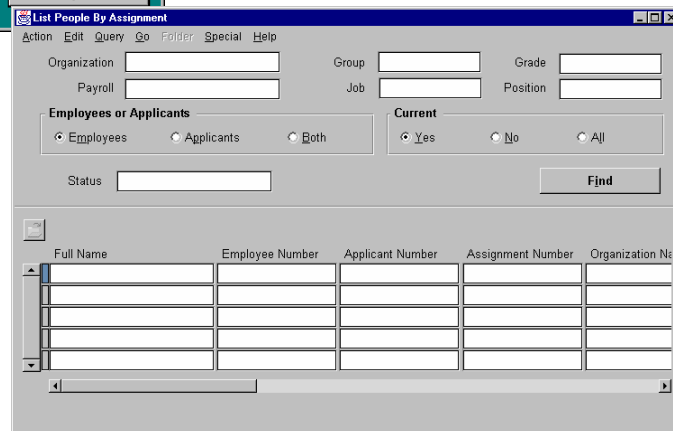 List People By Assignment
Action Edit Query Go Folder Special Help
Organization Group Grade
Payroll Job Position
Employees or Applicants Current
Employees Applicants Both Yes No All
Status Find
Full Name Employee Number Applicant Number Assignment Number Organization Na